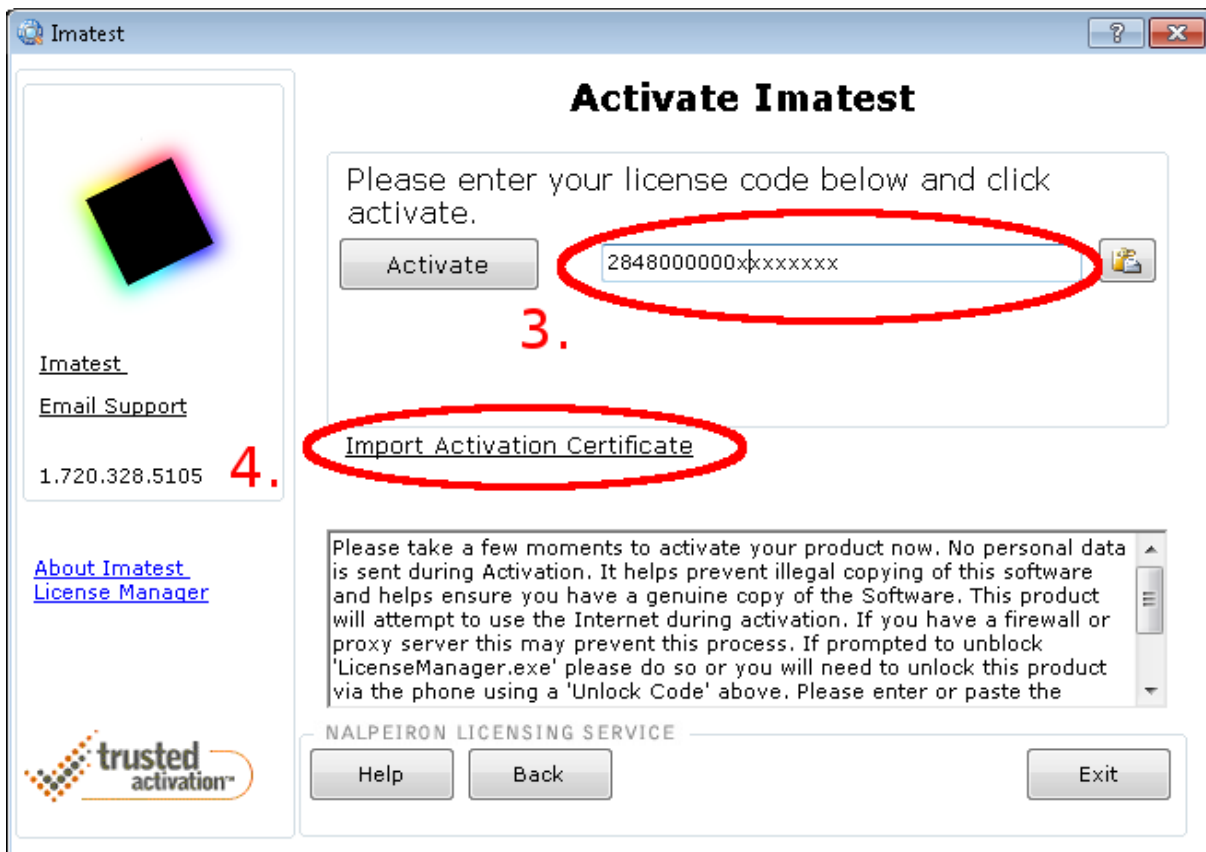 Imatest
Activate Imatest
Please enter your license code below and click
activate.
Activate
2848000000xxxxxxxx
3.
Imatest
Email Support
1.720.328.5105
4.
Import Activation Certificate
About Imatest
License Manager
Please take a few moments to activate your product now. No personal data
is sent during Activation. It helps prevent illegal copying of this software
and helps ensure you have a genuine copy of the Software. This product
will attempt to use the Internet during activation. If you have a firewall or
proxy server this may prevent this process. If prompted to unblock
'LicenseManager.exe' please do so or you will need to unlock this product
via the phone using a 'Unlock Code' above. Please enter or paste the
NALPEIRON LICENSING SERVICE
trusted
activation™
Help
Back
Exit